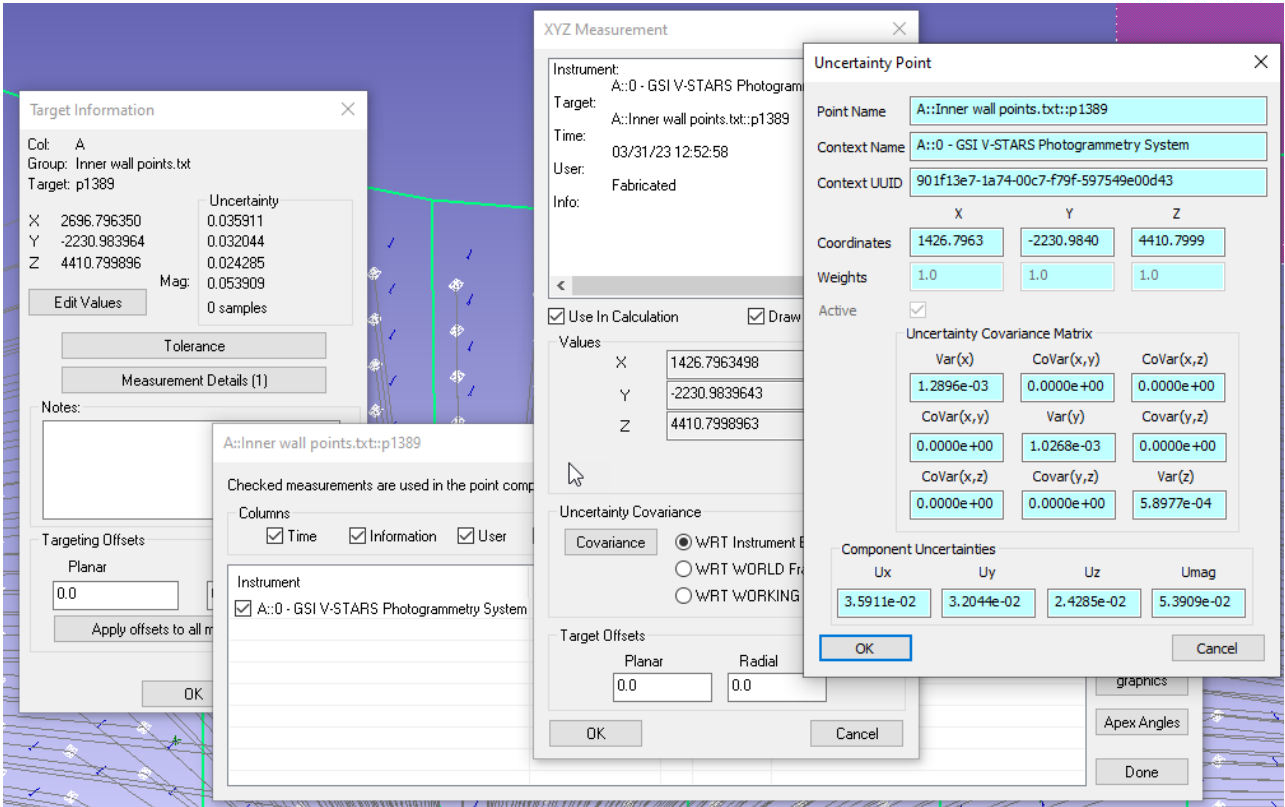 Target Information
Col: A
Group: Inner wall points.txt
Target: p1389
Uncertainty
X 2696.796350 0.035911
Y -2230.983964 0.032044
Z 4410.799896 0.024285
Mag: 0.053909
Edit Values
0 samples
Tolerance
Measurement Details (1)
Notes:
Targeting Offsets
Planar
0.0
Apply offsets to all m
OK
A::Inner wall points.txt::p1389
Checked measurements are used in the point comp
Columns
Time Information User
Instrument
A::0 - GSI V-STARS Photogrammetry System
graphics
Apex Angles
Done
XYZ Measurement
Instrument:
A::0 - GSI V-STARS Photogram
Target:
A::Inner wall points.txt::p1389
Time:
03/31/23 12:52:58
User:
Fabricated
Info:
Use In Calculation Draw
Values
X 1426.7963498
Y -2230.9839643
Z 4410.7998963
Uncertainty Covariance
Covariance WRT Instrument B
WRT WORLD Fra
WRT WORKING
Target Offsets
Planar Radial
0.0 0.0
OK Cancel
Uncertainty Point
Point Name A::Inner wall points.txt::p1389
Context Name A::0 - GSI V-STARS Photogrammetry System
Context UUID 901f13e7-1a74-00c7-f79f-597549e00d43
X Y Z
Coordinates 1426.7963 -2230.9840 4410.7999
Weights 1.0 1.0 1.0
Active
Uncertainty Covariance Matrix
Var(x) CoVar(x,y) CoVar(x,z)
1.2896e-03 0.0000e+00 0.0000e+00
CoVar(x,y) Var(y) Covar(y,z)
0.0000e+00 1.0268e-03 0.0000e+00
CoVar(x,z) Covar(y,z) Var(z)
0.0000e+00 0.0000e+00 5.8977e-04
Component Uncertainties
Ux Uy Uz Umag
3.5911e-02 3.2044e-02 2.4285e-02 5.3909e-02
OK Cancel